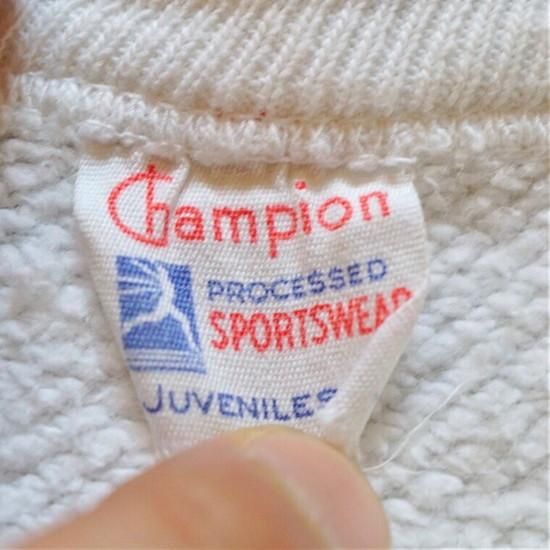 Champion
PROCESSED
SPORTSWEAR
JUVENILES